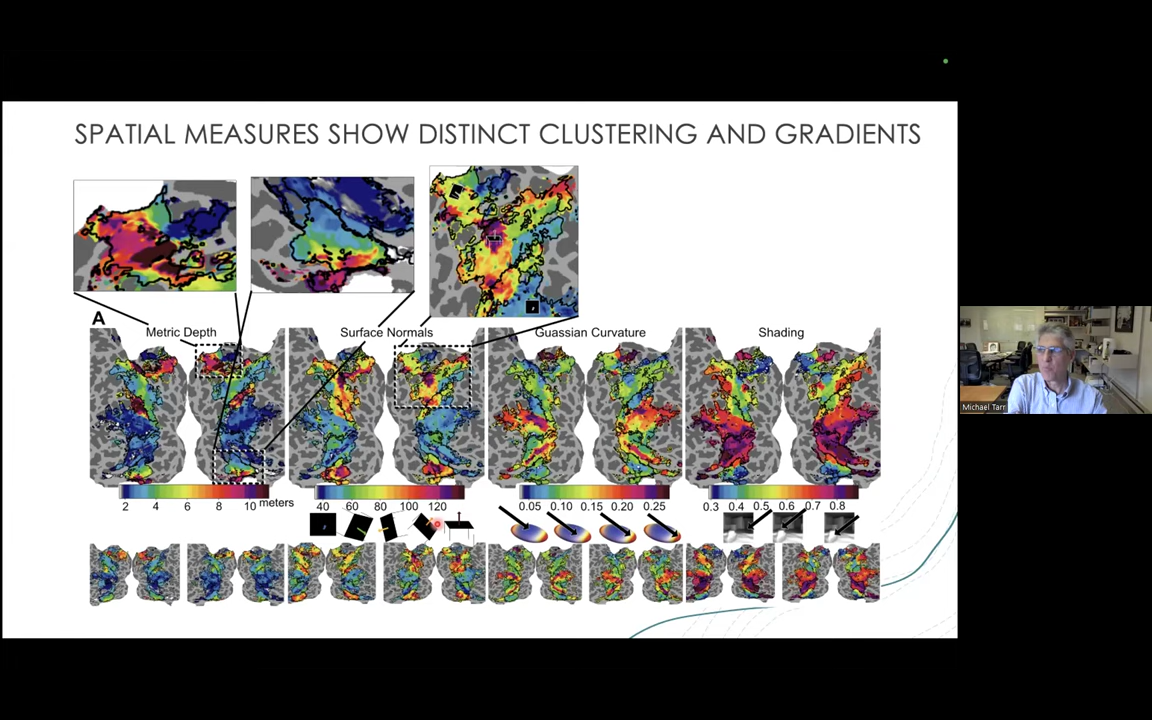 SPATIAL MEASURES SHOW DISTINCT CLUSTERING AND GRADIENTS
A
Metric Depth
Surface Normals
Gaussian Curvature
Shading
2 4 6 8 10 meters
40 60 80 100 120
0.05 0.10 0.15 0.20 0.25
0.3 0.4 0.5 0.6 0.7 0.8
Michael Tarr